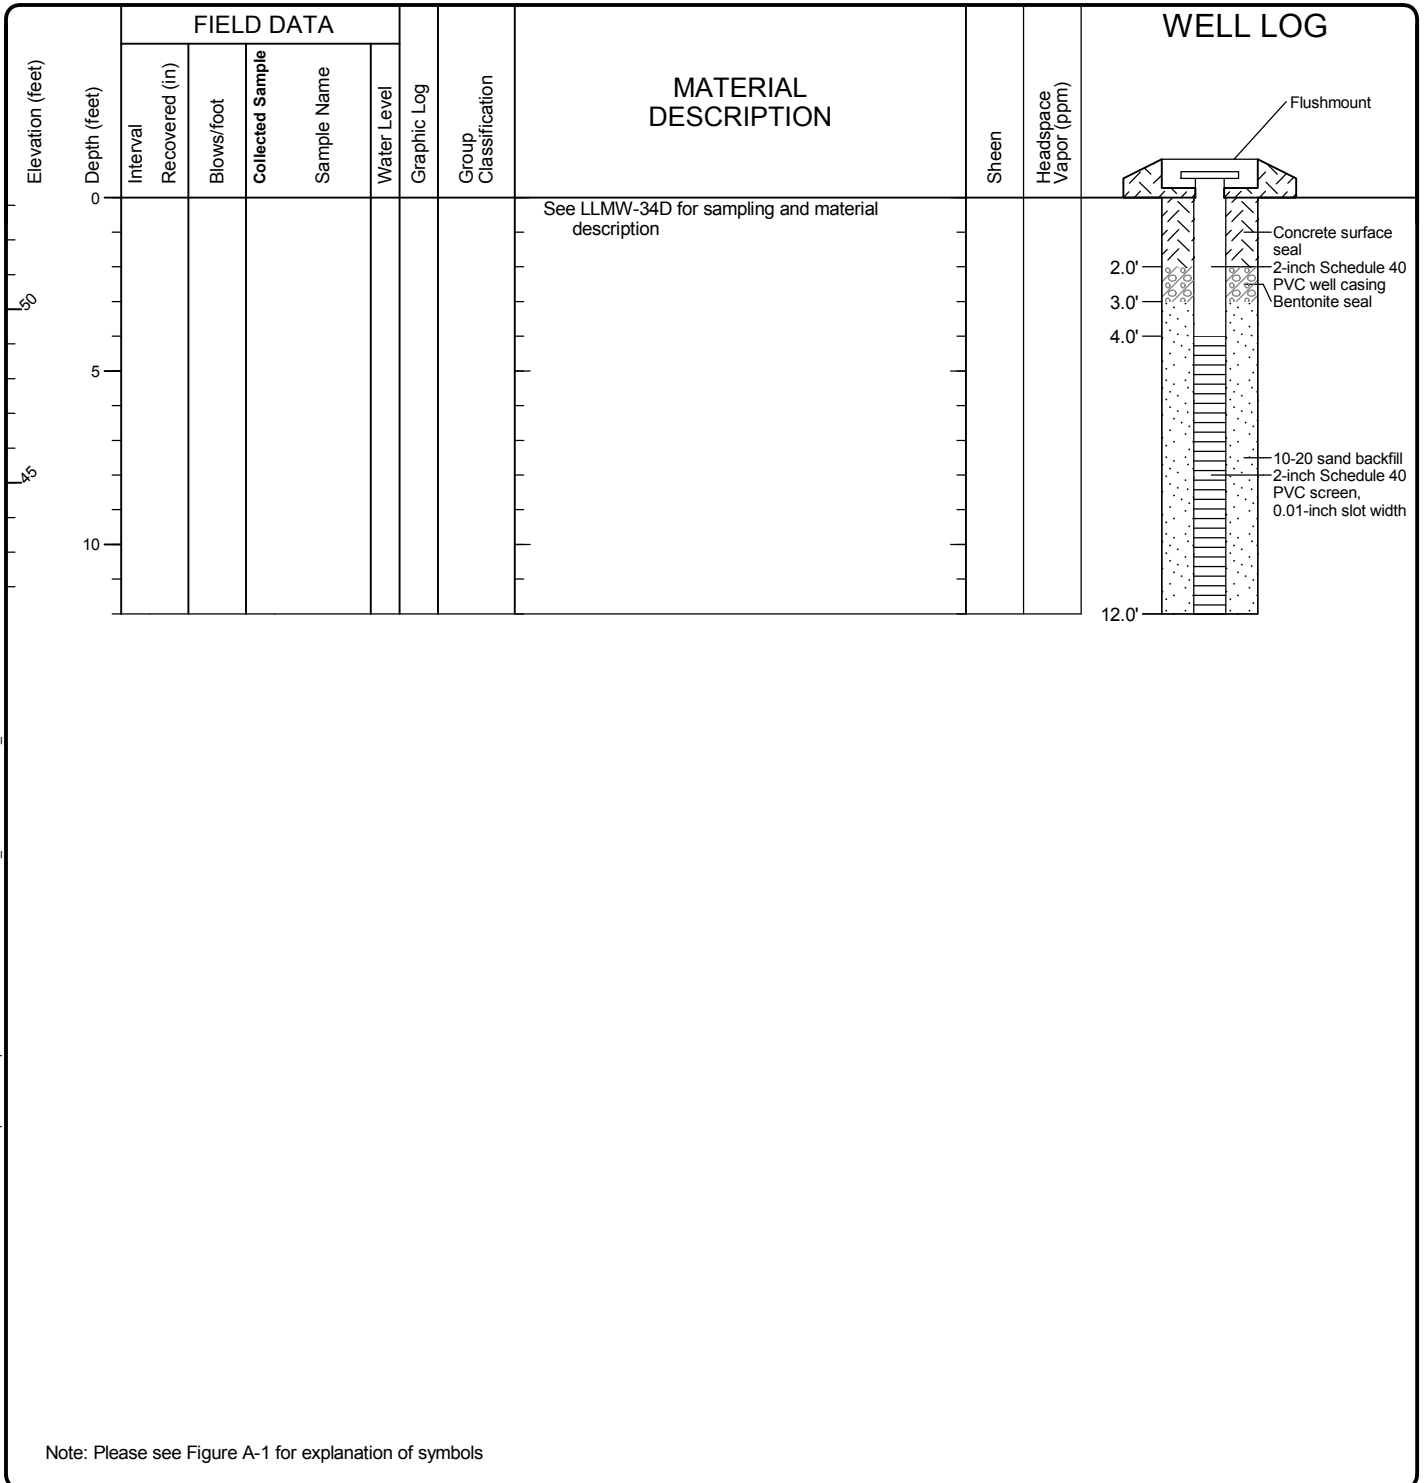 FIELD DATA
WELL LOG
Elevation (feet)
Depth (feet)
Interval
Recovered (in)
Blows/foot
Collected Sample
Sample Name
Water Level
Graphic Log
Group
Classification
MATERIAL
DESCRIPTION
Sheen
Headspace
Vapor (ppm)
Flushmount
0
See LLMW-34D for sampling and material
description
Concrete surface
seal
2.0'
2-inch Schedule 40
PVC well casing
50
3.0'
Bentonite seal
4.0'
5
45
10-20 sand backfill
2-inch Schedule 40
PVC screen,
0.01-inch slot width
10
12.0'
Note: Please see Figure A-1 for explanation of symbols